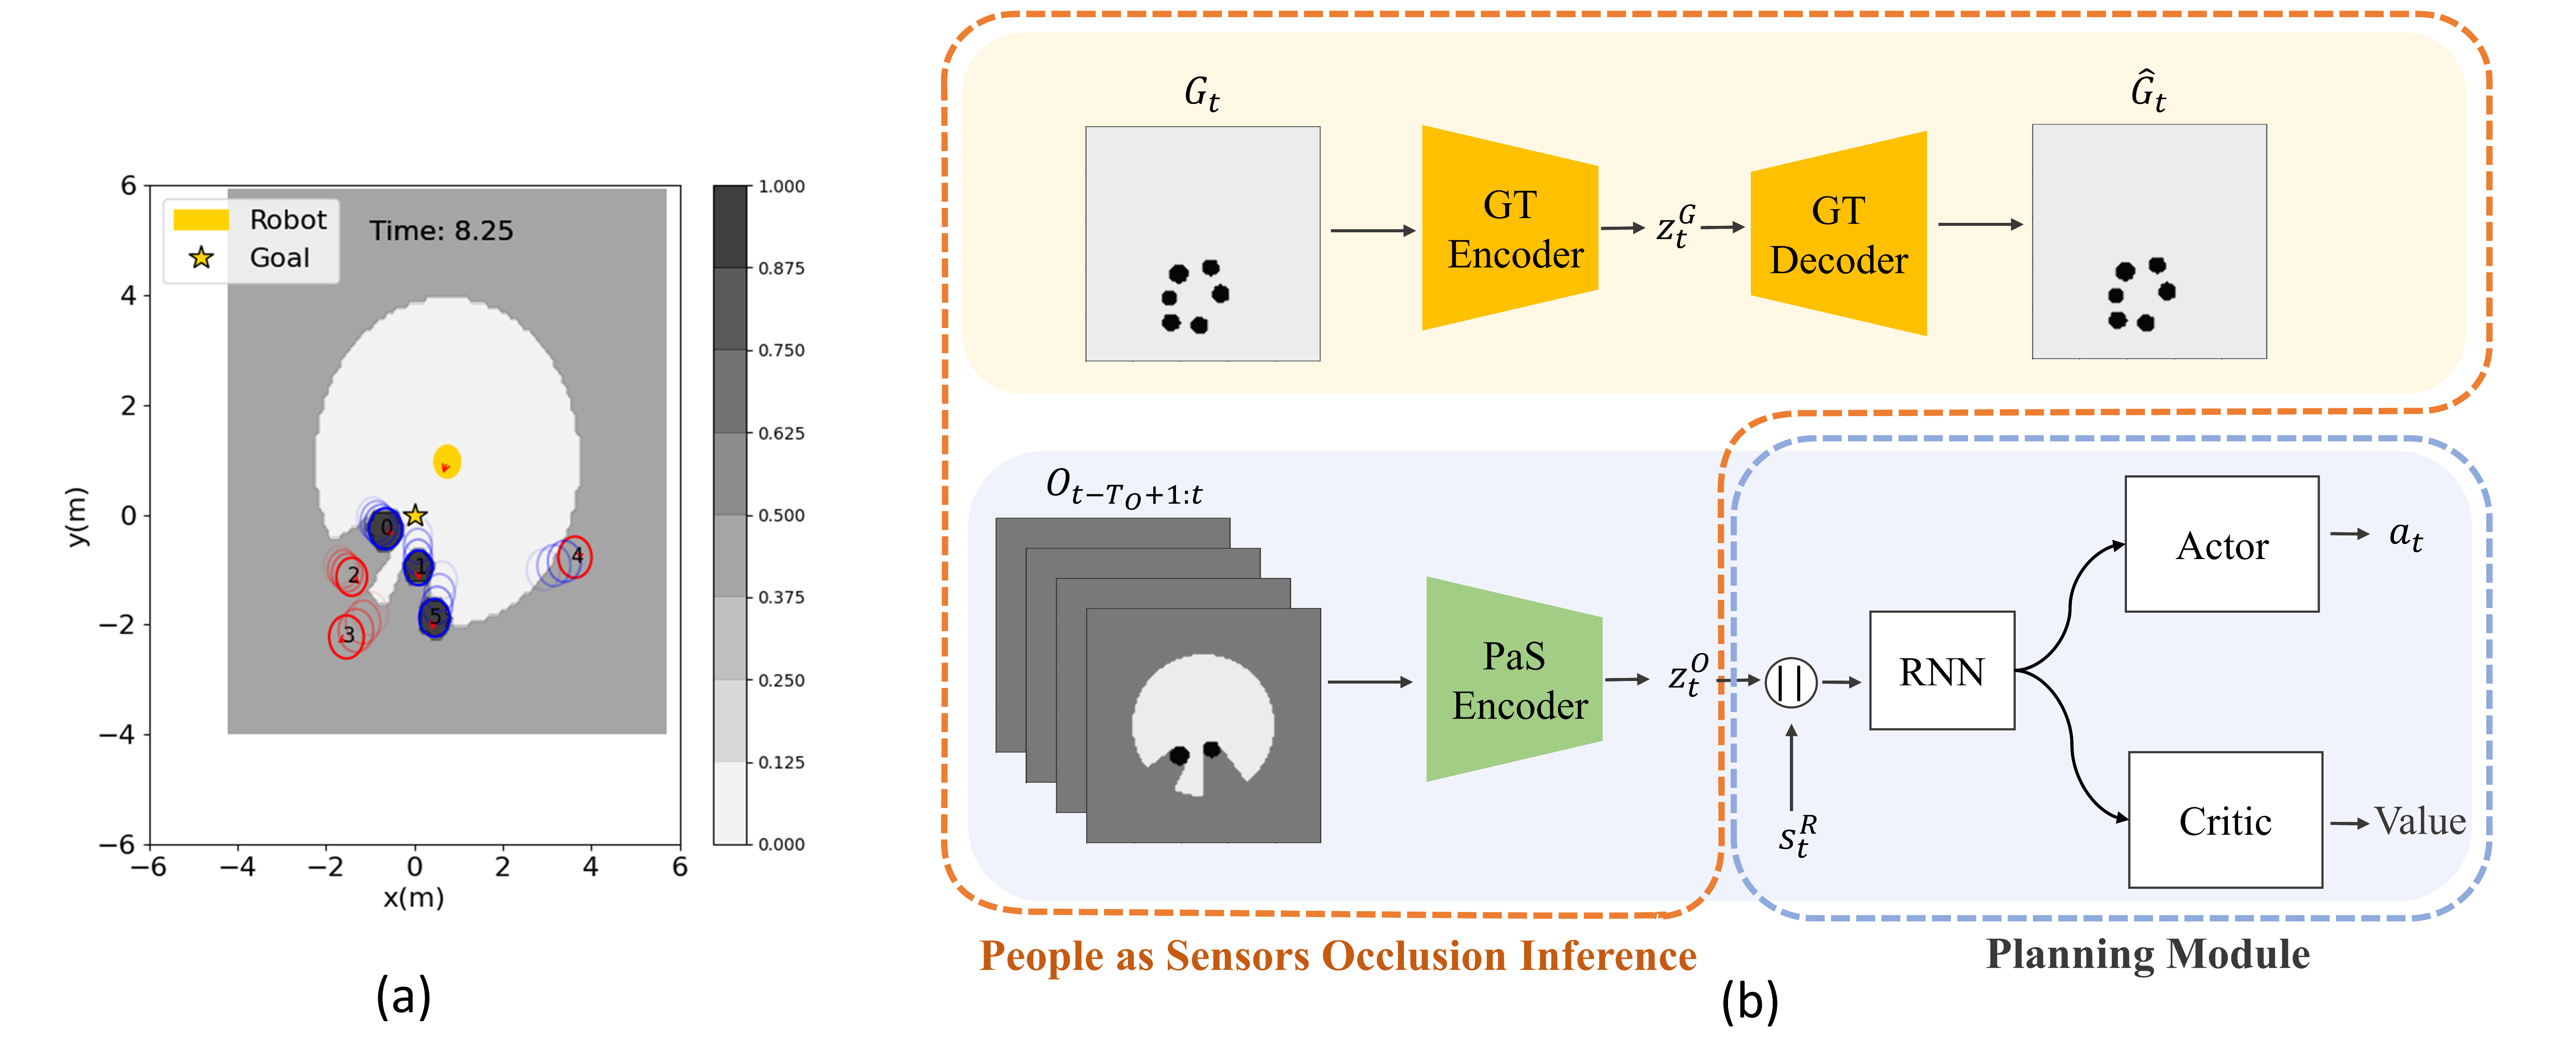 Robot
Goal
Time: 8.25
6
4
2
0
−2
−4
−6
−6
−4
−2
0
2
4
6
x(m)
y(m)
0
1
2
3
4
5
1.000
0.875
0.750
0.625
0.500
0.375
0.250
0.125
0.000
(a)
G_t
GT
Encoder
z_t^G
GT
Decoder
Ĝ_t
O_{t−T_O+1:t}
PaS
Encoder
z_t^O
||
s_t^R
RNN
Actor
a_t
Critic
Value
People as Sensors Occlusion Inference
Planning Module
(b)